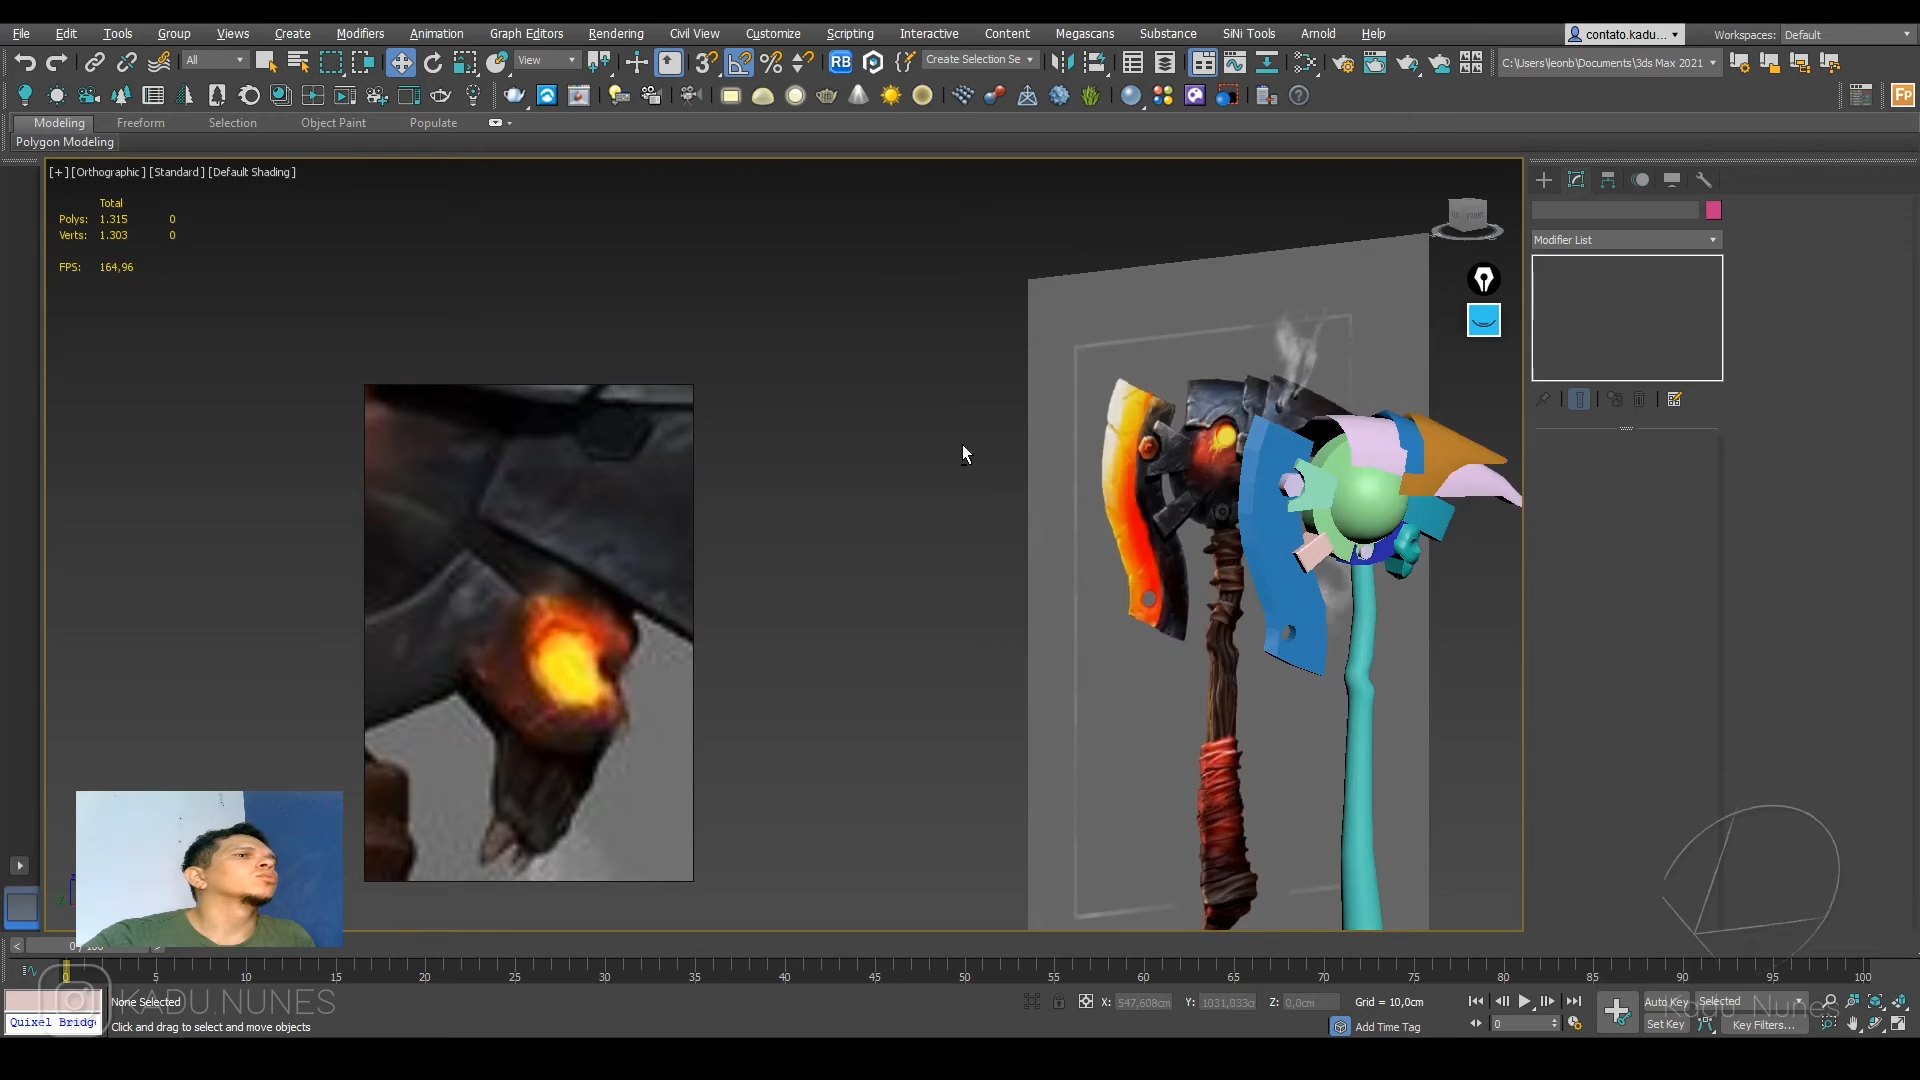 File Edit Tools Group Views Create Modifiers Animation Graph Editors Rendering Civil View Customize Scripting Interactive Content Megascans Substance SiNi Tools Arnold Help contato.kadu... Workspaces: Default
All View Create Selection Se C:\Users\leonb\Documents\3ds Max 2021
RB
Fp
Modeling Freeform Selection Object Paint Populate
Polygon Modeling
[+] [Orthographic] [Standard] [Default Shading]
Total
Polys: 1.315 0
Verts: 1.303 0
FPS: 164,96
Modifier List
0 5 10 15 20 25 30 35 40 45 50 55 60 65 70 75 80 85 90 95 100
KADU.NUNES
None Selected
Quixel Bridg
Click and drag to select and move objects
X: 547,608cm Y: 1031,033cm Z: 0,0cm Grid = 10,0cm
Add Time Tag
0
Auto Key Selected
Kadu Nunes
Set Key Key Filters...